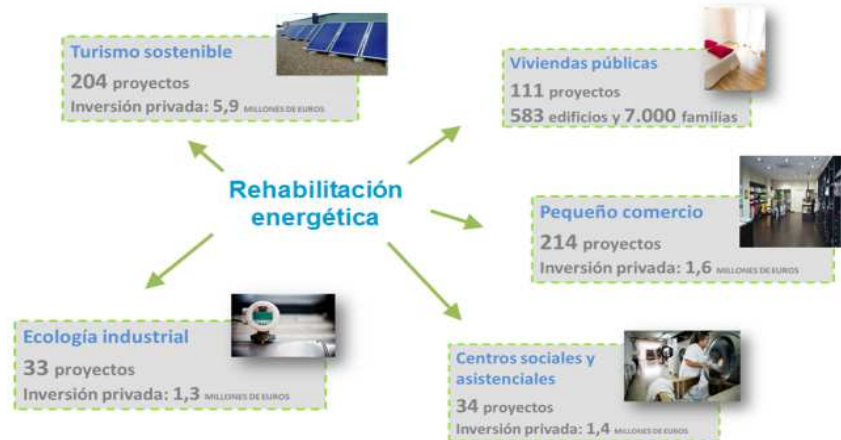 Turismo sostenible
204 proyectos
Inversión privada: 5,9 MILLONES DE EUROS
Viviendas públicas
111 proyectos
583 edificios y 7.000 familias
Rehabilitación
energética
Pequeño comercio
214 proyectos
Inversión privada: 1,6 MILLONES DE EUROS
Ecología industrial
33 proyectos
Inversión privada: 1,3 MILLONES DE EUROS
Centros sociales y
asistenciales
34 proyectos
Inversión privada: 1,4 MILLONES DE EUROS